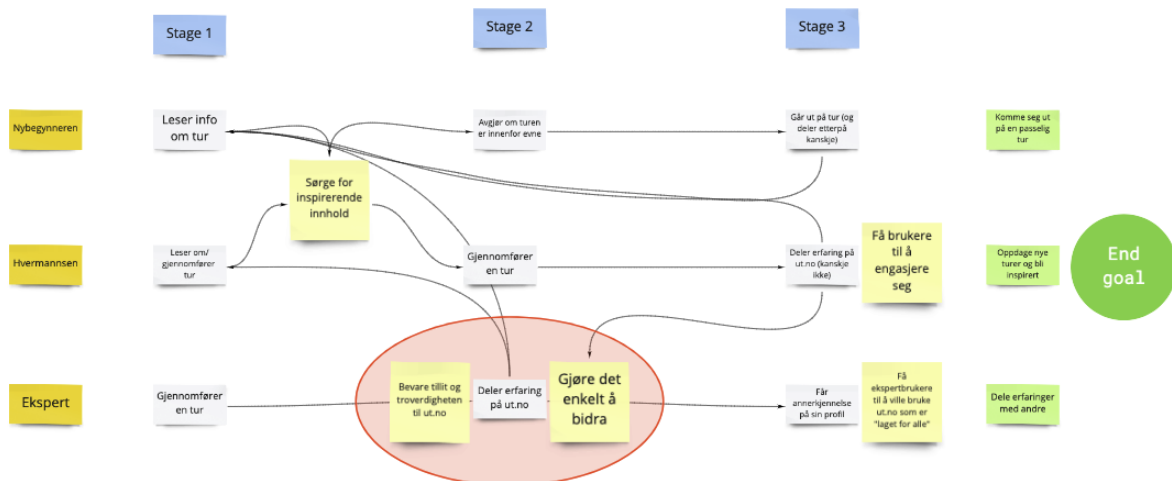 Stage 1
Stage 2
Stage 3
Nybegynneren
Leser info
om tur
Avgjør om turen
er innenfor evne
Går ut på tur (og
deler etterpå
kanskje)
Komme seg ut
på en passelig
tur
Sørge for
inspirerende
innhold
Hvermannsen
Leser om/
gjennomfører
tur
Gjennomfører
en tur
Deler erfaring på
ut.no (kanskje
ikke)
Få brukere
til å
engasjere
seg
Oppdage nye
turer og bli
inspirert
End
goal
Ekspert
Gjennomfører
en tur
Bevare tillit og
troverdigheten
til ut.no
Deler erfaring
på ut.no
Gjøre det
enkelt å
bidra
Får
annerkjennelse
på sin profil
Få
ekspertbrukere
til å ville bruke
ut.no som er
"laget for alle"
Dele erfaringer
med andre